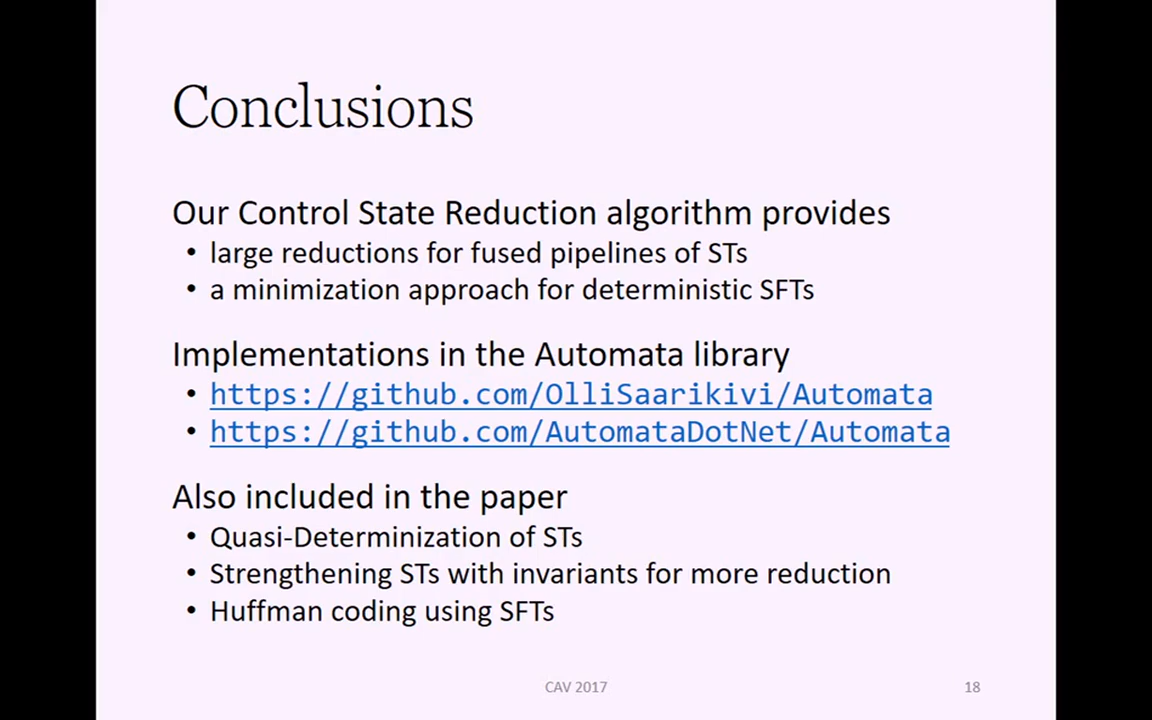 Conclusions
Our Control State Reduction algorithm provides
• large reductions for fused pipelines of STs
• a minimization approach for deterministic SFTs
Implementations in the Automata library
• https://github.com/OlliSaarikivi/Automata
• https://github.com/AutomataDotNet/Automata
Also included in the paper
• Quasi-Determinization of STs
• Strengthening STs with invariants for more reduction
• Huffman coding using SFTs
CAV 2017
18